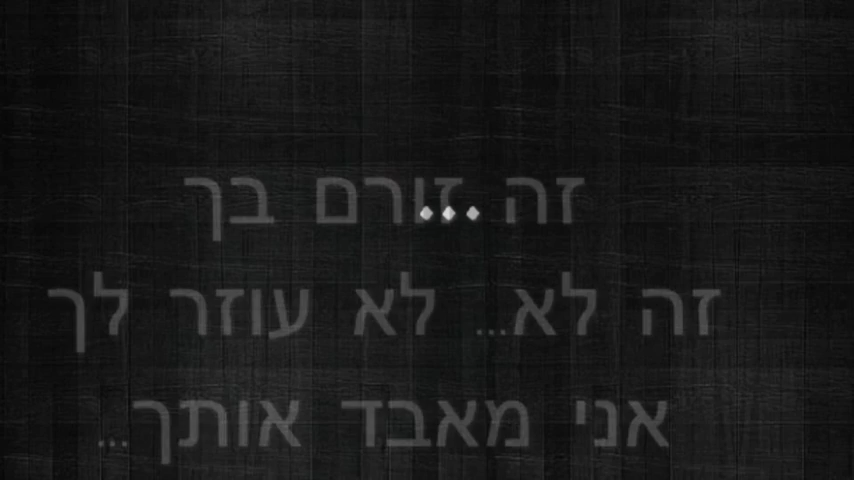 זה זורם בך
...
זה לא... לא עוזר לך
אני מאבד אותך...